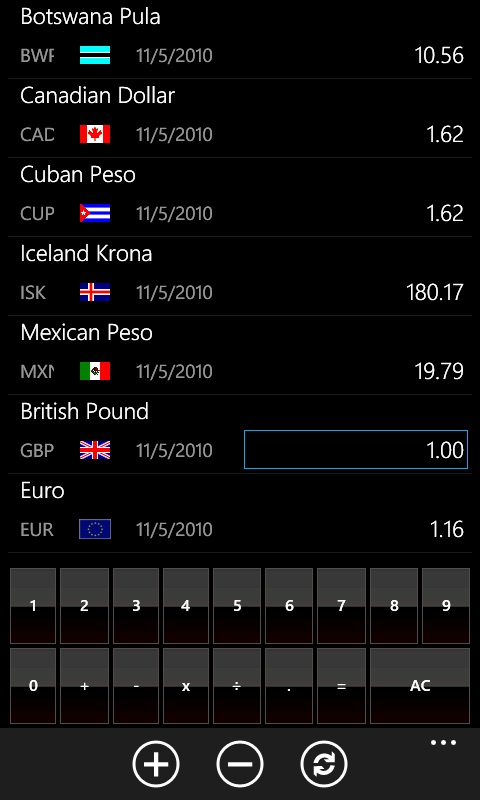 Botswana Pula
BWP 11/5/2010 10.56
Canadian Dollar
CAD 11/5/2010 1.62
Cuban Peso
CUP 11/5/2010 1.62
Iceland Krona
ISK 11/5/2010 180.17
Mexican Peso
MXN 11/5/2010 19.79
British Pound
GBP 11/5/2010 1.00
Euro
EUR 11/5/2010 1.16
1 2 3 4 5 6 7 8 9
0 + - x ÷ . = AC